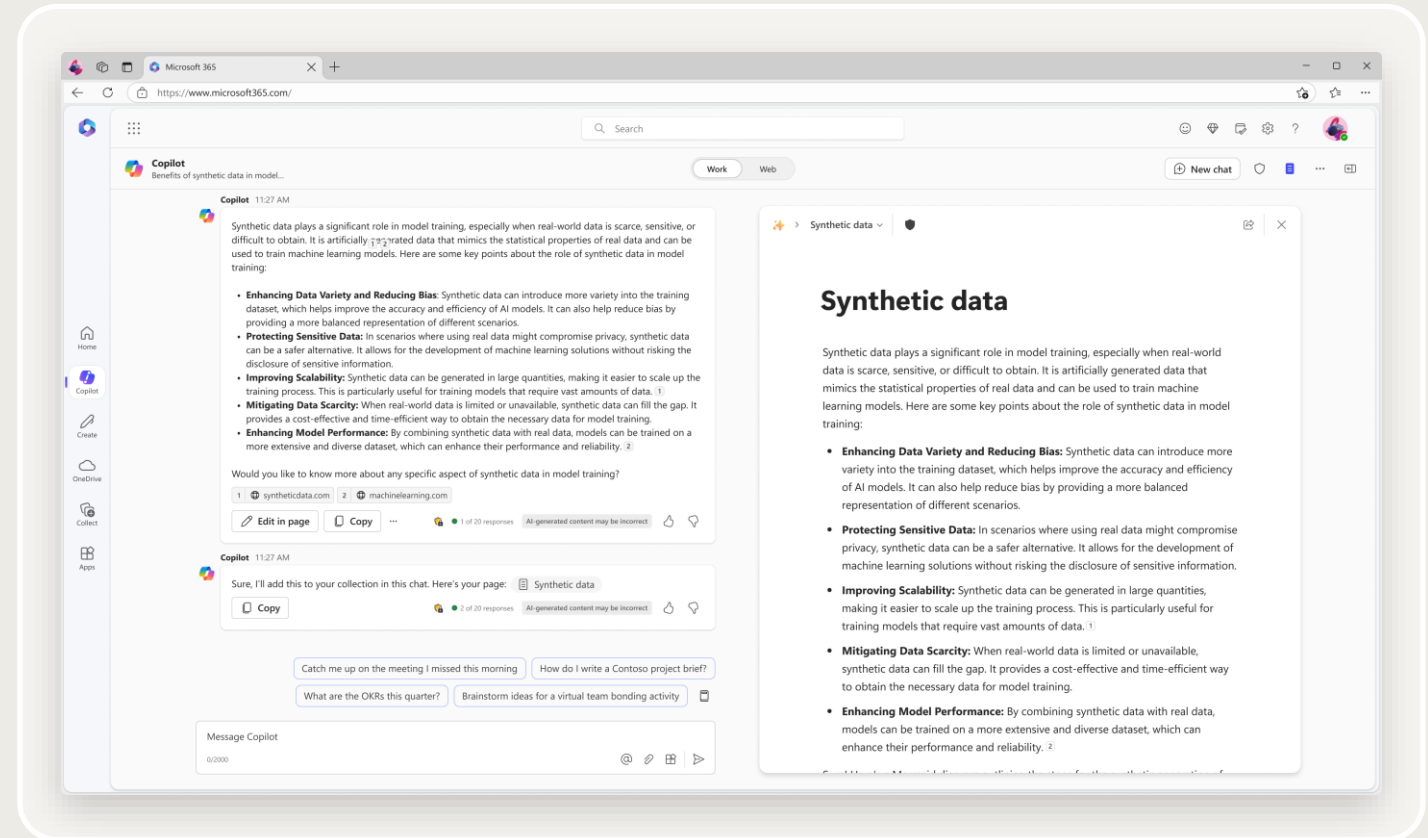 Microsoft 365
https://www.microsoft365.com/
Search
Copilot
Benefits of synthetic data in model...
Work
Web
New chat
Home
Copilot
Create
OneDrive
Collect
Apps
Copilot 11:27 AM
Synthetic data plays a significant role in model training, especially when real-world data is scarce, sensitive, or
difficult to obtain. It is artificially generated data that mimics the statistical properties of real data and can be
used to train machine learning models. Here are some key points about the role of synthetic data in model
training:
1 2
• Enhancing Data Variety and Reducing Bias: Synthetic data can introduce more variety into the training
dataset, which helps improve the accuracy and efficiency of AI models. It can also help reduce bias by
providing a more balanced representation of different scenarios.
• Protecting Sensitive Data: In scenarios where using real data might compromise privacy, synthetic data
can be a safer alternative. It allows for the development of machine learning solutions without risking the
disclosure of sensitive information.
• Improving Scalability: Synthetic data can be generated in large quantities, making it easier to scale up the
training process. This is particularly useful for training models that require vast amounts of data. 1
• Mitigating Data Scarcity: When real-world data is limited or unavailable, synthetic data can fill the gap. It
provides a cost-effective and time-efficient way to obtain the necessary data for model training.
• Enhancing Model Performance: By combining synthetic data with real data, models can be trained on a
more extensive and diverse dataset, which can enhance their performance and reliability. 2
Would you like to know more about any specific aspect of synthetic data in model training?
1 syntheticdata.com 2 machinelearning.com
Edit in page Copy ... 1 of 20 responses AI-generated content may be incorrect
Copilot 11:27 AM
Sure, I'll add this to your collection in this chat. Here's your page: Synthetic data
Copy 2 of 20 responses AI-generated content may be incorrect
Catch me up on the meeting I missed this morning
How do I write a Contoso project brief?
What are the OKRs this quarter?
Brainstorm ideas for a virtual team bonding activity
Message Copilot
0/2000
Synthetic data
Synthetic data
Synthetic data plays a significant role in model training, especially when real-world
data is scarce, sensitive, or difficult to obtain. It is artificially generated data that
mimics the statistical properties of real data and can be used to train machine
learning models. Here are some key points about the role of synthetic data in model
training:
• Enhancing Data Variety and Reducing Bias: Synthetic data can introduce more
variety into the training dataset, which helps improve the accuracy and efficiency
of AI models. It can also help reduce bias by providing a more balanced
representation of different scenarios.
• Protecting Sensitive Data: In scenarios where using real data might compromise
privacy, synthetic data can be a safer alternative. It allows for the development of
machine learning solutions without risking the disclosure of sensitive information.
• Improving Scalability: Synthetic data can be generated in large quantities,
making it easier to scale up the training process. This is particularly useful for
training models that require vast amounts of data. 1
• Mitigating Data Scarcity: When real-world data is limited or unavailable,
synthetic data can fill the gap. It provides a cost-effective and time-efficient way
to obtain the necessary data for model training.
• Enhancing Model Performance: By combining synthetic data with real data,
models can be trained on a more extensive and diverse dataset, which can
enhance their performance and reliability. 2